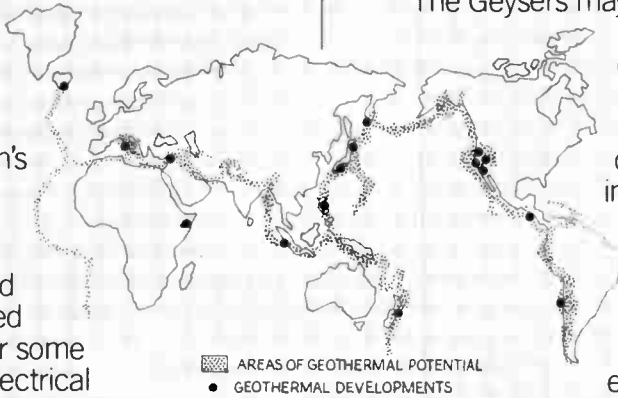 The Geysers may
n's
d
ed
r some
ectrical
in
e
AREAS OF GEOTHERMAL POTENTIAL
GEOTHERMAL DEVELOPMENTS